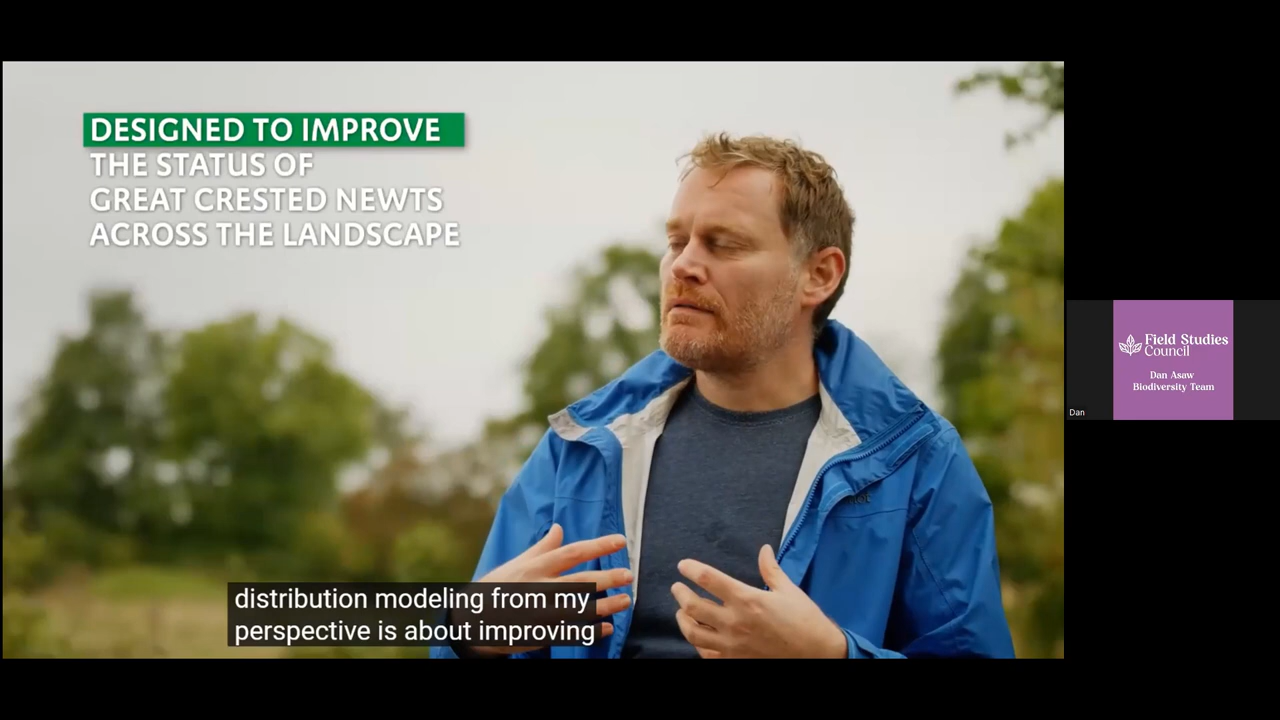 DESIGNED TO IMPROVE
THE STATUS OF
GREAT CRESTED NEWTS
ACROSS THE LANDSCAPE
distribution modeling from my
perspective is about improving
Field Studies
Council
Dan Asaw
Biodiversity Team
Dan